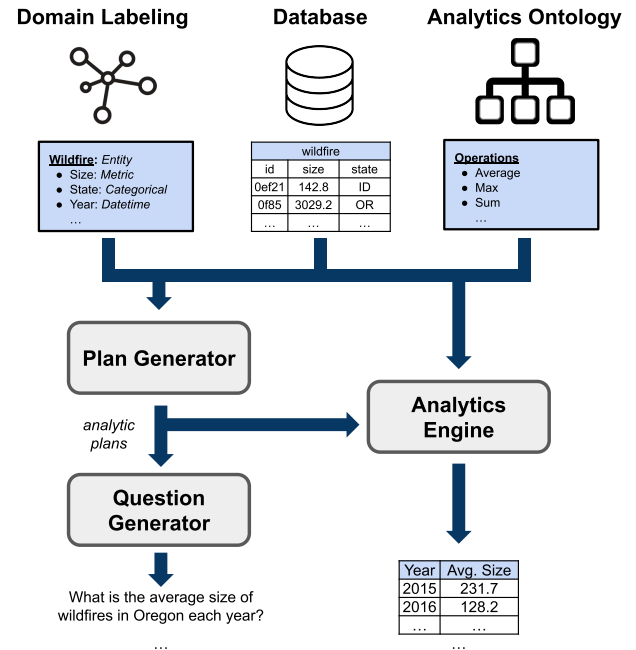 Domain Labeling
Database
Analytics Ontology
Wildfire: Entity
● Size: Metric
● State: Categorical
● Year: Datetime
…
wildfire
id size state
0ef21 142.8 ID
0f85 3029.2 OR
… … …
Operations
● Average
● Max
● Sum
…
Plan Generator
analytic
plans
Analytics
Engine
Question
Generator
What is the average size of
wildfires in Oregon each year?
…
Year Avg. Size
2015 231.7
2016 128.2
… …
…